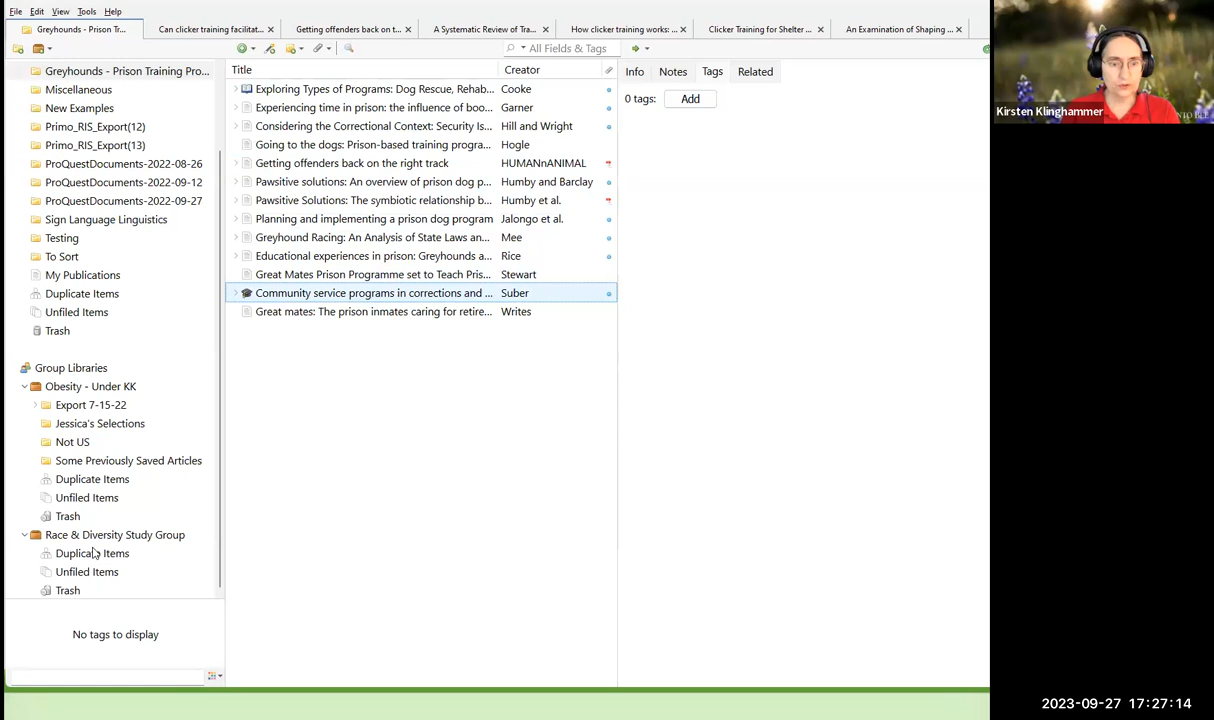 File Edit View Tools Help
Greyhounds - Prison Tr... Can clicker training facilitat... Getting offenders back on t... A Systematic Review of Tra... How clicker training works: ... Clicker Training for Shelter ... An Examination of Shaping ...
All Fields & Tags
Greyhounds - Prison Training Pro...
Miscellaneous
New Examples
Primo_RIS_Export(12)
Primo_RIS_Export(13)
ProQuestDocuments-2022-08-26
ProQuestDocuments-2022-09-12
ProQuestDocuments-2022-09-27
Sign Language Linguistics
Testing
To Sort
My Publications
Duplicate Items
Unfiled Items
Trash
Group Libraries
Obesity - Under KK
Export 7-15-22
Jessica's Selections
Not US
Some Previously Saved Articles
Duplicate Items
Unfiled Items
Trash
Race & Diversity Study Group
Duplicate Items
Unfiled Items
Trash
No tags to display
Title Creator
Exploring Types of Programs: Dog Rescue, Rehab... Cooke
Experiencing time in prison: the influence of boo... Garner
Considering the Correctional Context: Security Is... Hill and Wright
Going to the dogs: Prison-based training progra... Hogle
Getting offenders back on the right track HUMANnANIMAL
Pawsitive solutions: An overview of prison dog p... Humby and Barclay
Pawsitive Solutions: The symbiotic relationship b... Humby et al.
Planning and implementing a prison dog program Jalongo et al.
Greyhound Racing: An Analysis of State Laws an... Mee
Educational experiences in prison: Greyhounds a... Rice
Great Mates Prison Programme set to Teach Pris... Stewart
Community service programs in corrections and ... Suber
Great mates: The prison inmates caring for retire... Writes
Info Notes Tags Related
0 tags: Add
Kirsten Klinghammer
2023-09-27 17:27:14